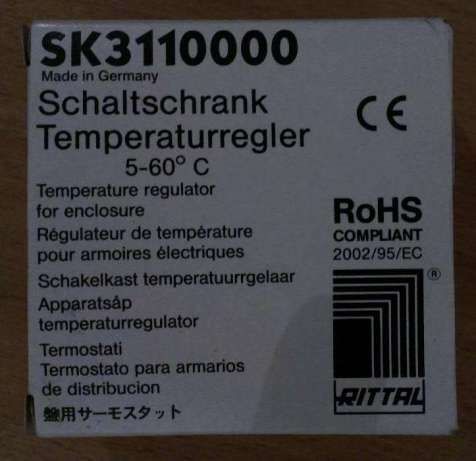 SK3110000
Made in Germany
Schaltschrank
Temperaturregler
5-60° C
CE
Temperature regulator
for enclosure
Régulateur de température
pour armoires électriques
Schakelkast temperatuurrgelaar
Apparatsåp
temperaturregulator
Termostati
Termostato para armarios
de distribucion
盤用サーモスタット
RoHS
COMPLIANT
2002/95/EC
®
RITTAL